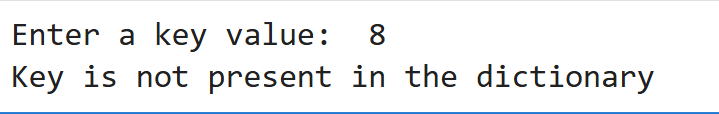 Enter a key value:  8
Key is not present in the dictionary